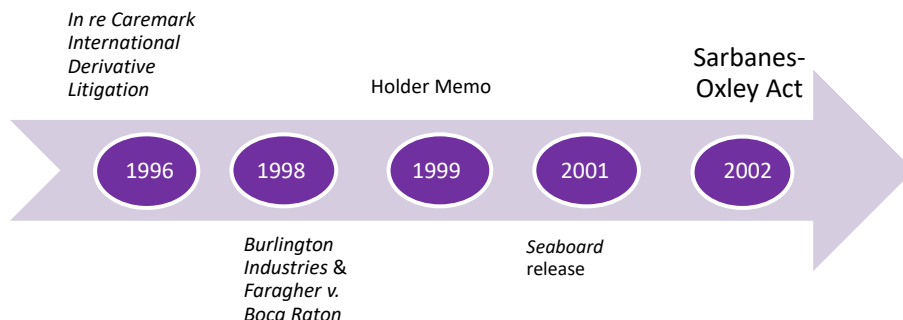 In re Caremark
International
Derivative
Litigation
Holder Memo
Sarbanes-
Oxley Act
1996
1998
1999
2001
2002
Burlington
Industries &
Faragher v.
Boca Raton
Seaboard
release